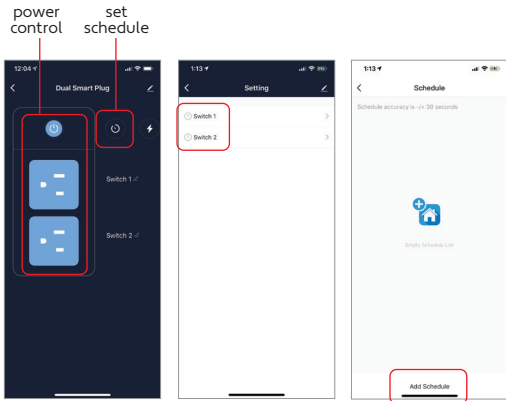 power control
set schedule
12:04
Dual Smart Plug
Switch 1
Switch 2
1:13
Setting
Switch 1
Switch 2
1:13
Schedule
Schedule accuracy is -/+ 30 seconds
Empty Schedule List
Add Schedule